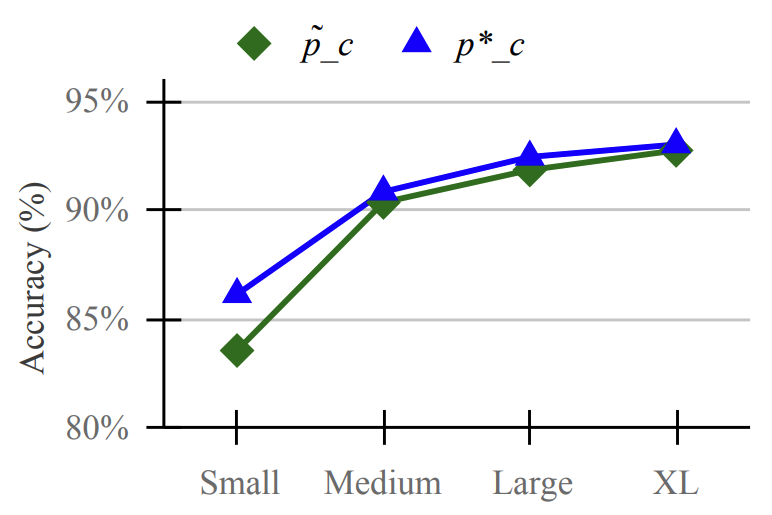 p̃_c p*_c
95%
90%
85%
80%
Accuracy (%)
Small Medium Large XL